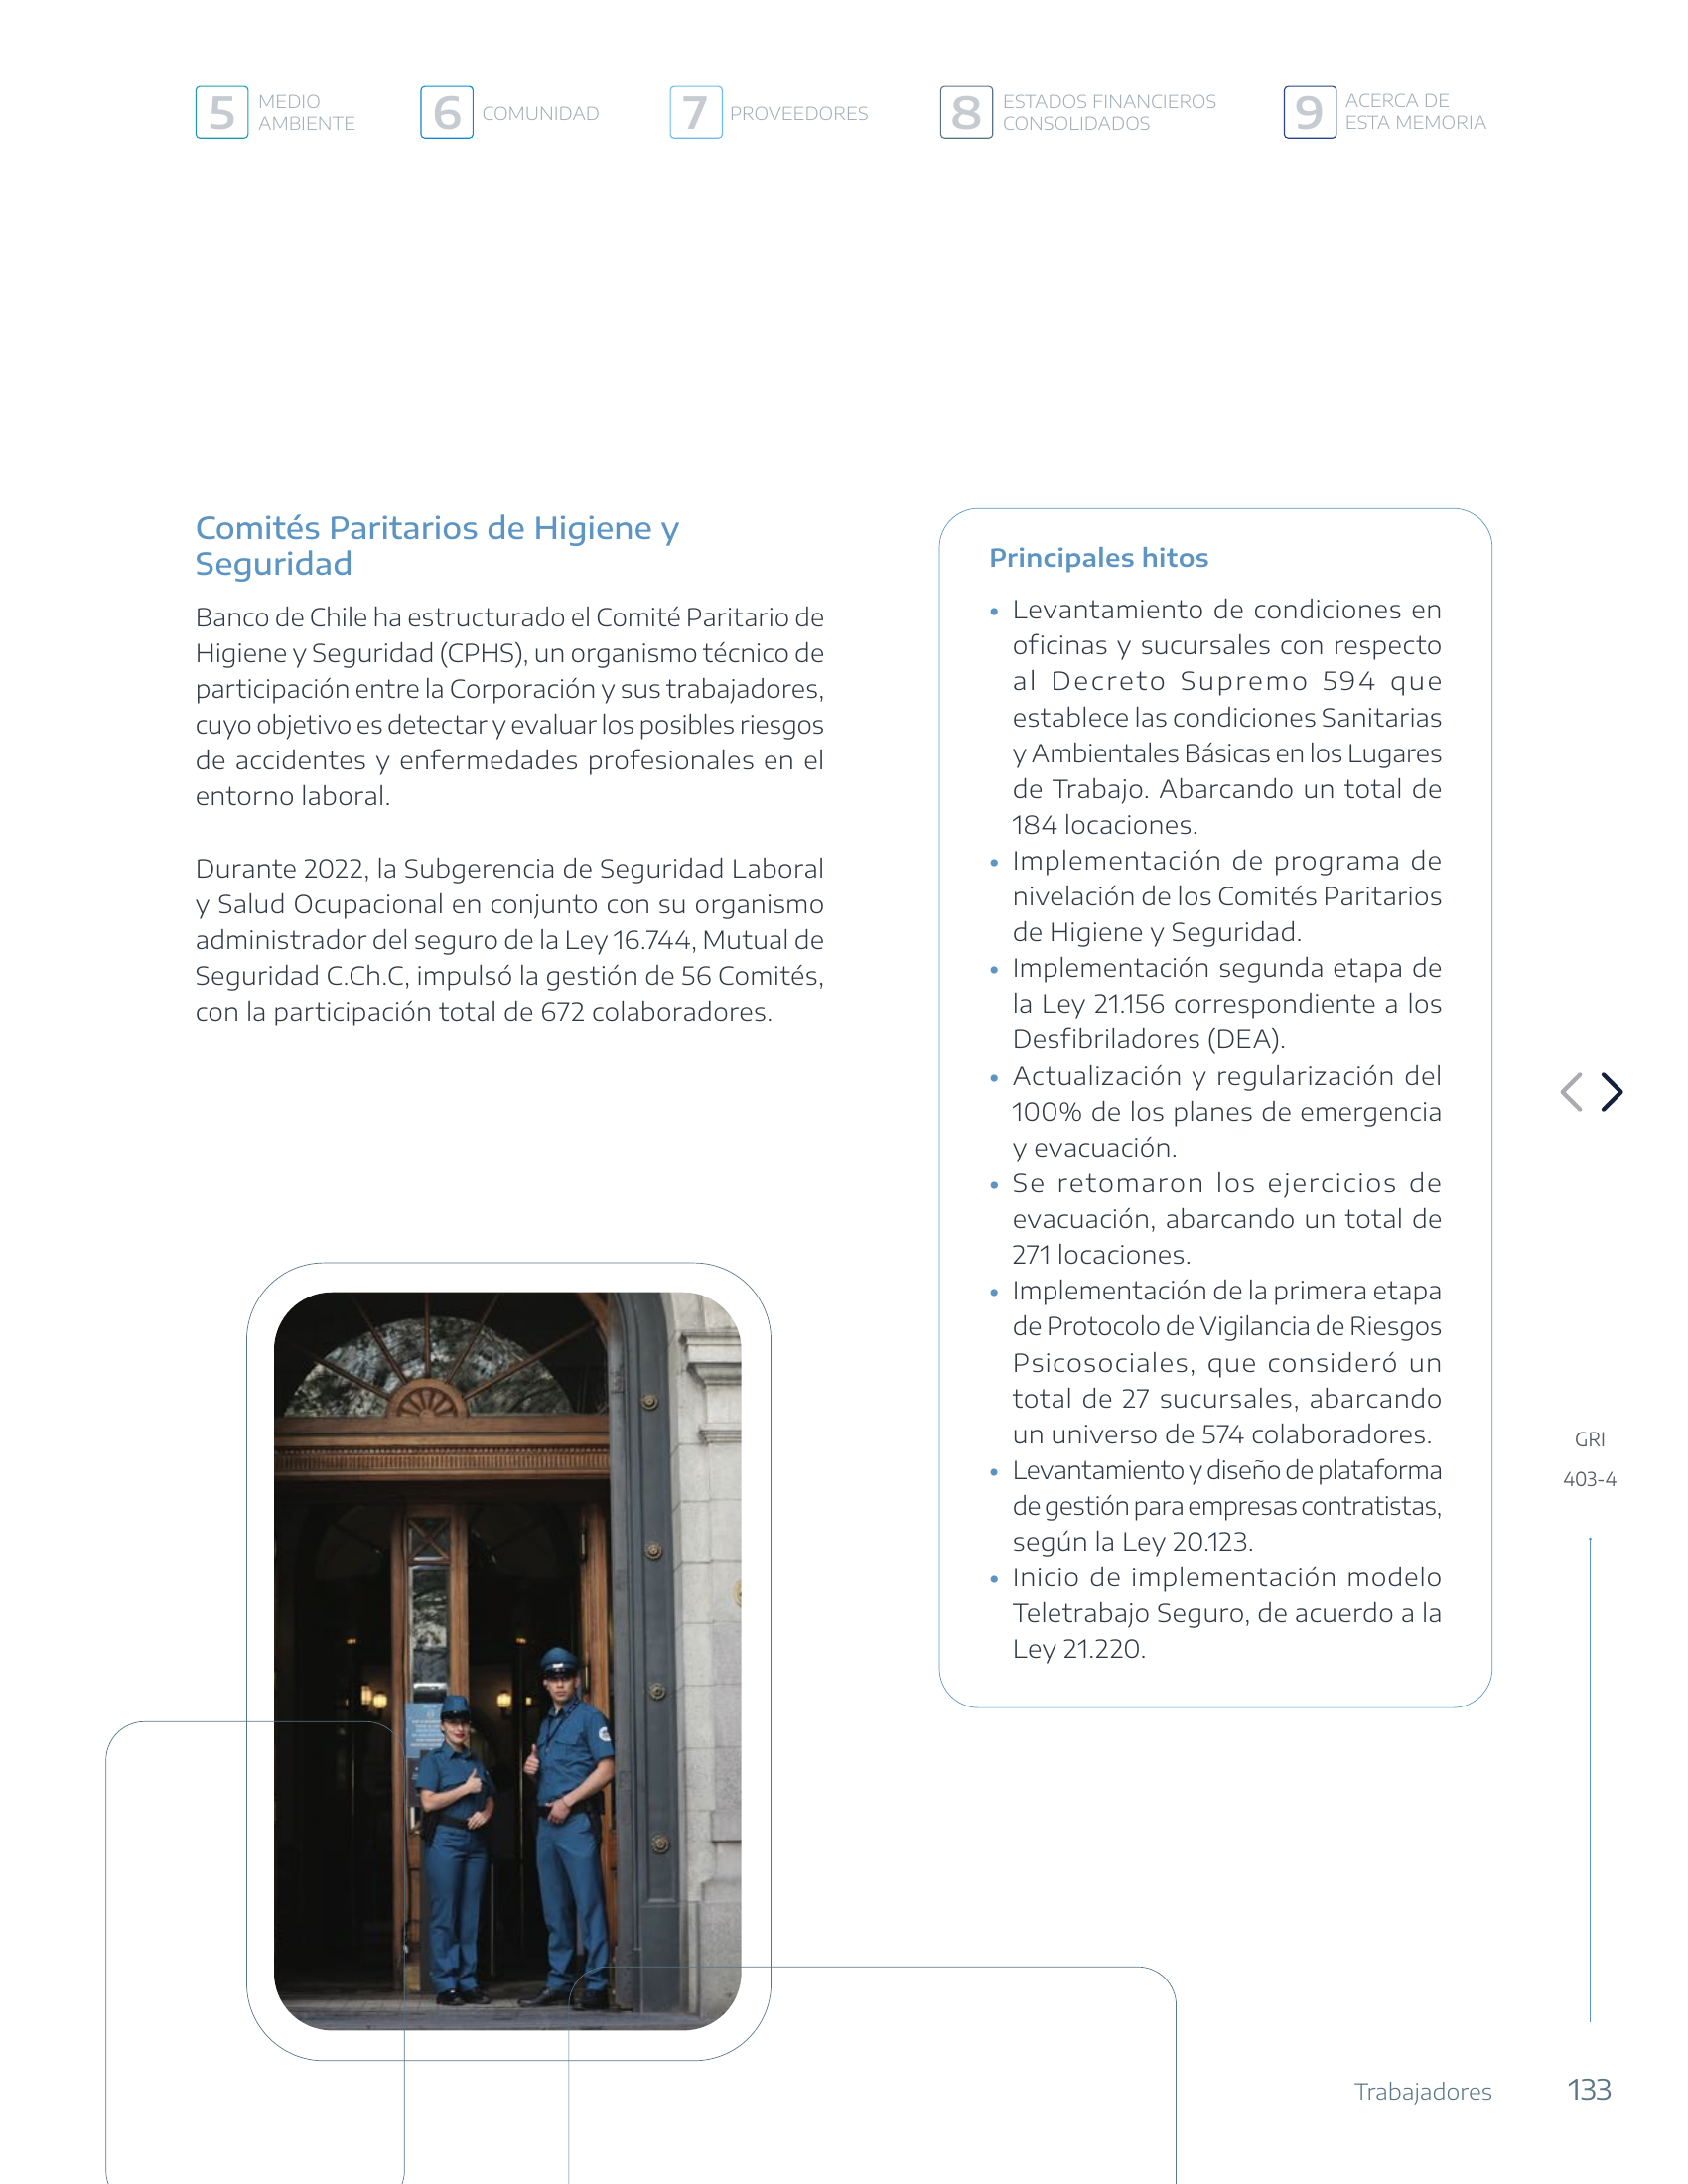 5 MEDIO
AMBIENTE
6 COMUNIDAD
7 PROVEEDORES
8 ESTADOS FINANCIEROS
CONSOLIDADOS
9 ACERCA DE
ESTA MEMORIA
Comités Paritarios de Higiene y
Seguridad
Banco de Chile ha estructurado el Comité Paritario de
Higiene y Seguridad (CPHS), un organismo técnico de
participación entre la Corporación y sus trabajadores,
cuyo objetivo es detectar y evaluar los posibles riesgos
de accidentes y enfermedades profesionales en el
entorno laboral.
Durante 2022, la Subgerencia de Seguridad Laboral
y Salud Ocupacional en conjunto con su organismo
administrador del seguro de la Ley 16.744, Mutual de
Seguridad C.Ch.C, impulsó la gestión de 56 Comités,
con la participación total de 672 colaboradores.
Principales hitos
• Levantamiento de condiciones en
oficinas y sucursales con respecto
al Decreto Supremo 594 que
establece las condiciones Sanitarias
y Ambientales Básicas en los Lugares
de Trabajo. Abarcando un total de
184 locaciones.
• Implementación de programa de
nivelación de los Comités Paritarios
de Higiene y Seguridad.
• Implementación segunda etapa de
la Ley 21.156 correspondiente a los
Desfibriladores (DEA).
• Actualización y regularización del
100% de los planes de emergencia
y evacuación.
• Se retomaron los ejercicios de
evacuación, abarcando un total de
271 locaciones.
• Implementación de la primera etapa
de Protocolo de Vigilancia de Riesgos
Psicosociales, que consideró un
total de 27 sucursales, abarcando
un universo de 574 colaboradores.
• Levantamiento y diseño de plataforma
de gestión para empresas contratistas,
según la Ley 20.123.
• Inicio de implementación modelo
Teletrabajo Seguro, de acuerdo a la
Ley 21.220.
GRI
403-4
Trabajadores 133